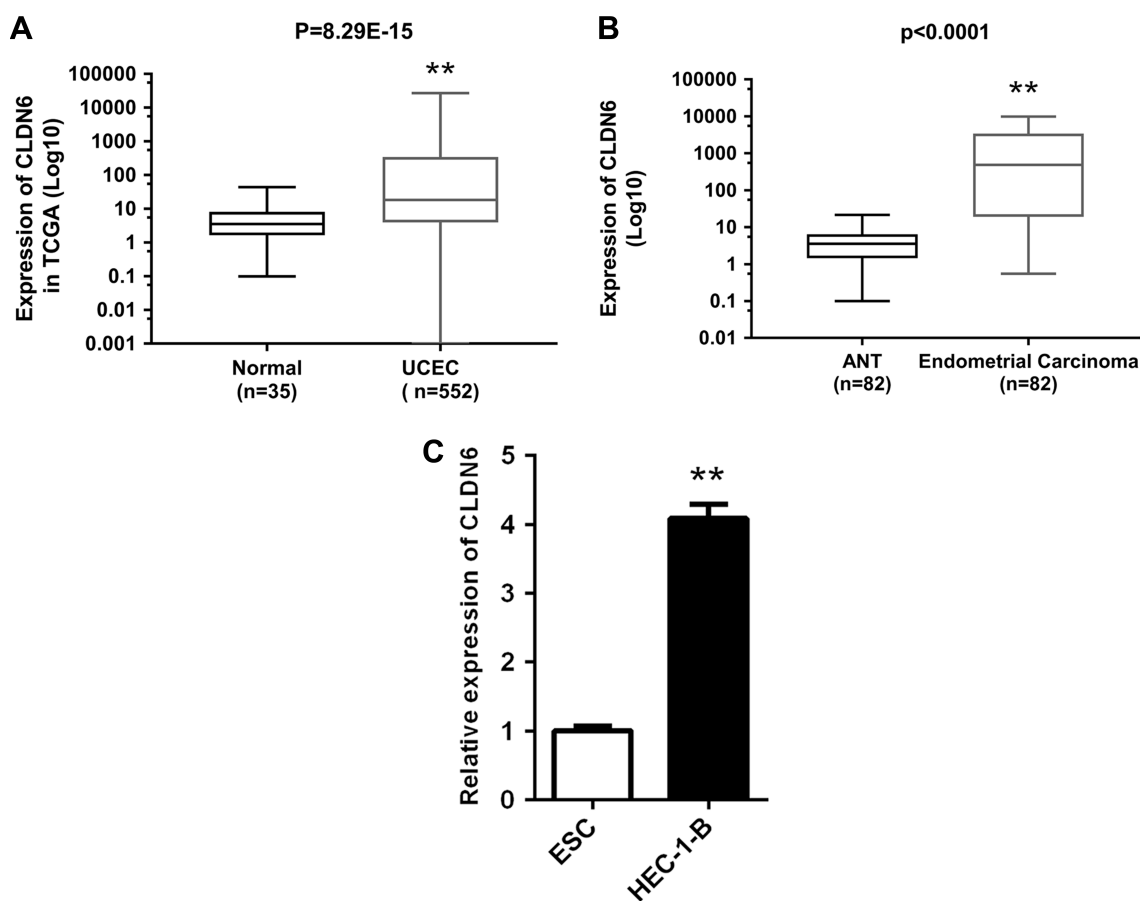 A
P=8.29E-15
Expression of CLDN6
in TCGA (Log10)
100000
10000
1000
100
10
1
0.1
0.01
0.001
**
Normal
(n=35)
UCEC
( n=552)
B
p<0.0001
Expression of CLDN6
(Log10)
100000
10000
1000
100
10
1
0.1
0.01
**
ANT
(n=82)
Endometrial Carcinoma
(n=82)
C
Relative expression of CLDN6
5
4
3
2
1
0
**
ESC
HEC-1-B